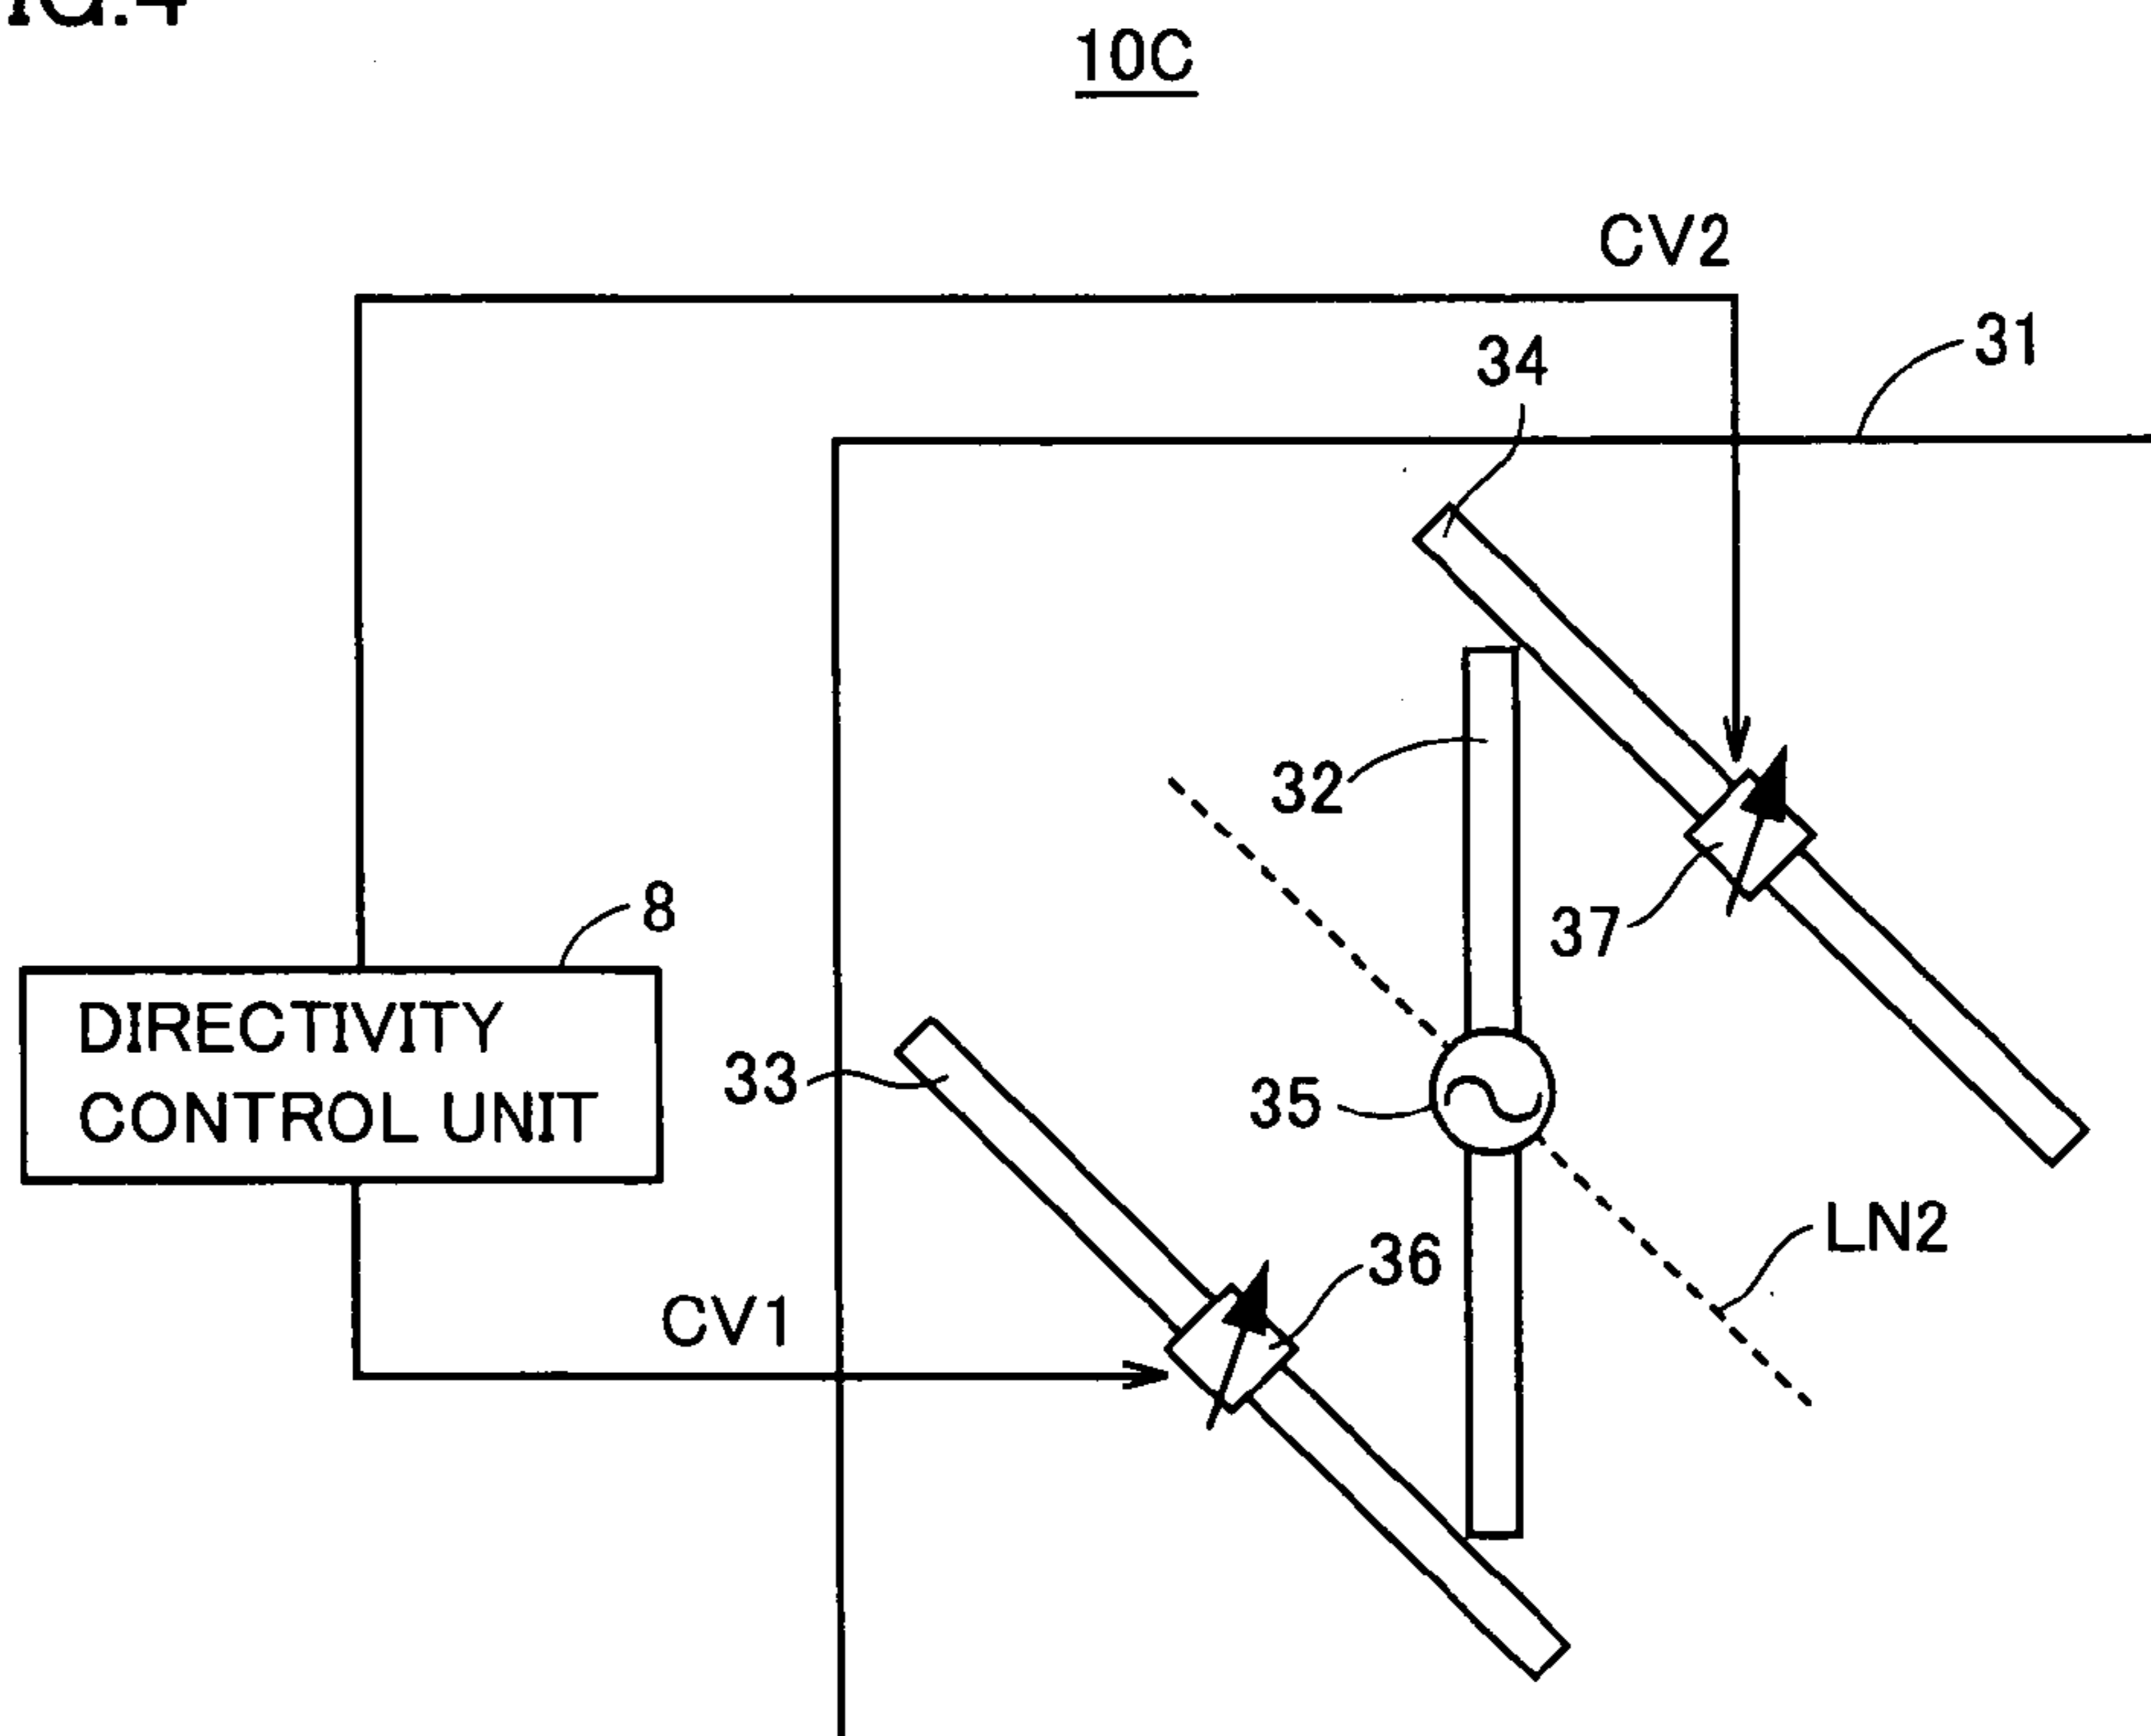 10C
CV2
34
31
32
37
8
DIRECTIVITY
CONTROL UNIT
33
35
36
LN2
CV1